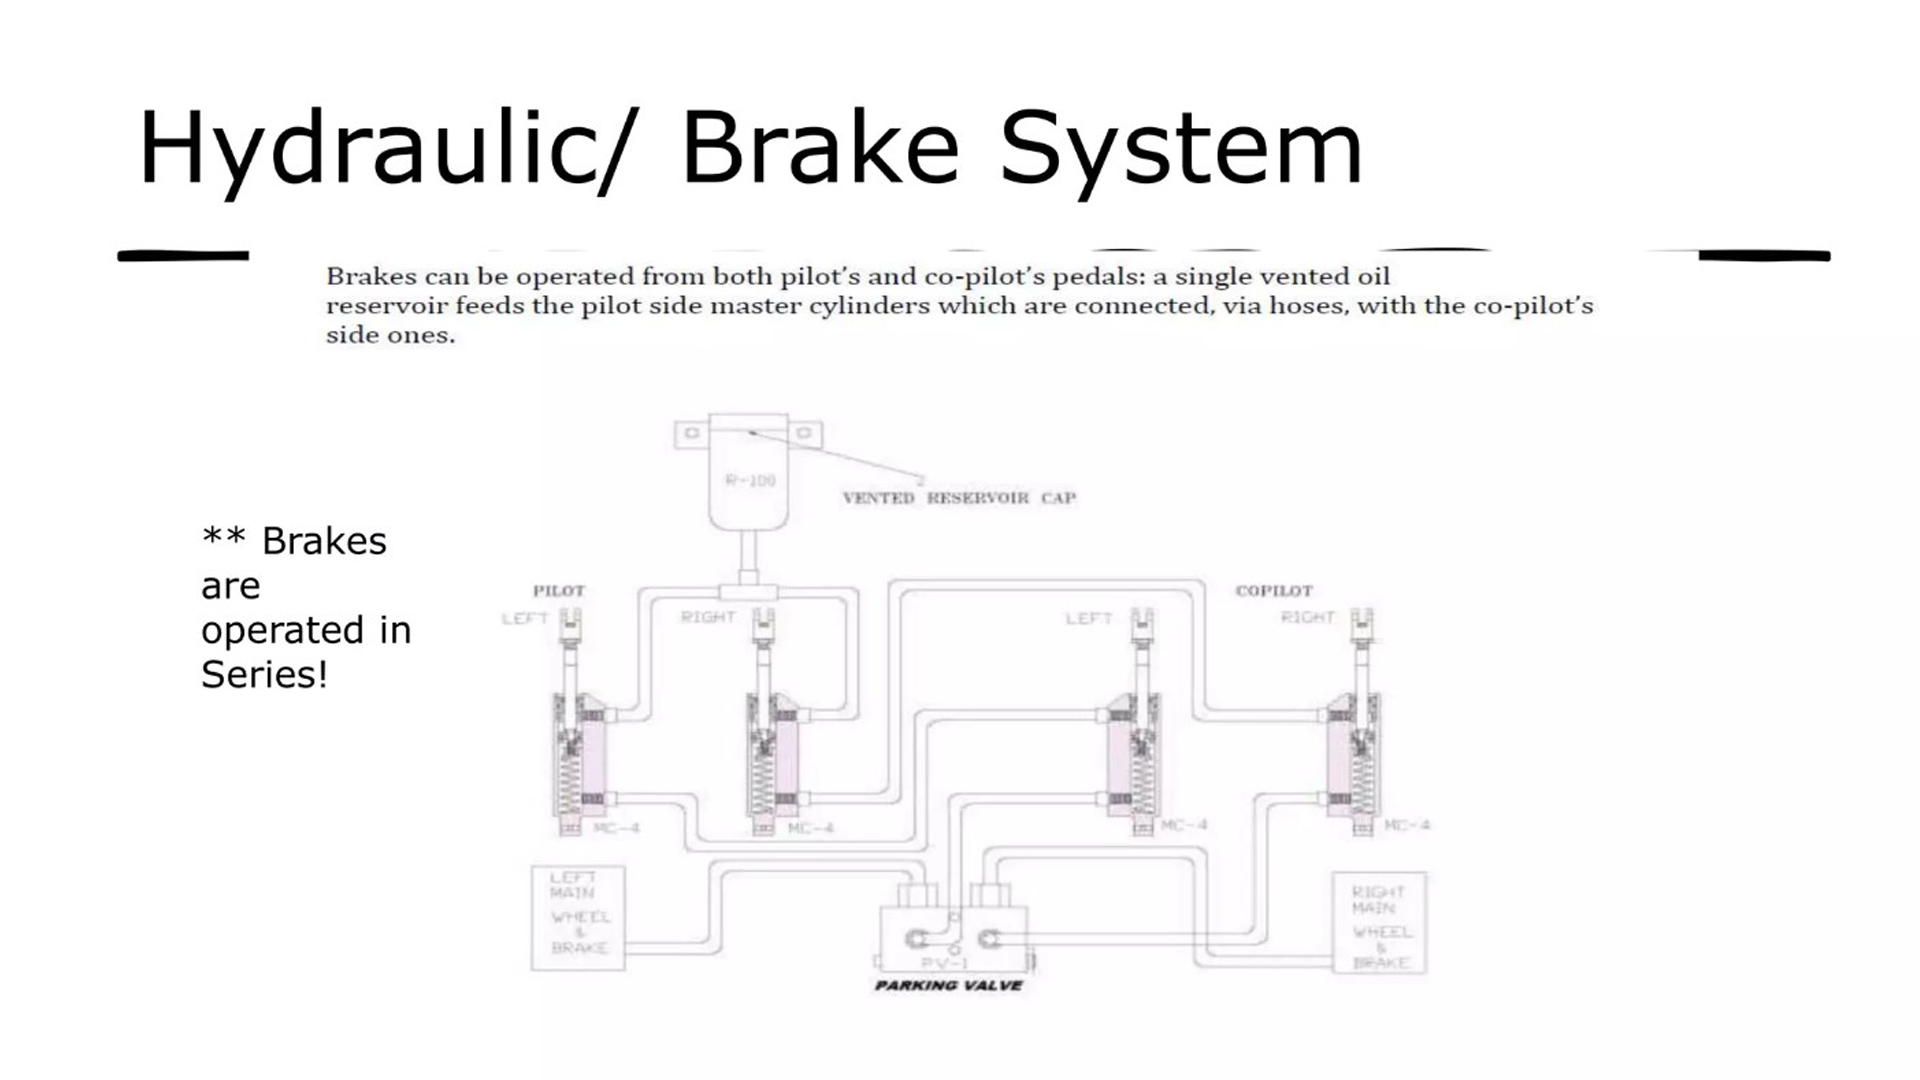 Hydraulic/ Brake System
Brakes can be operated from both pilot's and co-pilot's pedals: a single vented oil
reservoir feeds the pilot side master cylinders which are connected, via hoses, with the co-pilot's
side ones.
** Brakes
are
operated in
Series!
R-100
VENTED RESERVOIR CAP
PILOT
COPILOT
LEFT
RIGHT
LEFT
RIGHT
MC-4
MC-4
MC-4
MC-4
LEFT
MAIN
WHEEL
&
BRAKE
PV-1
PARKING VALVE
RIGHT
MAIN
WHEEL
&
BRAKE